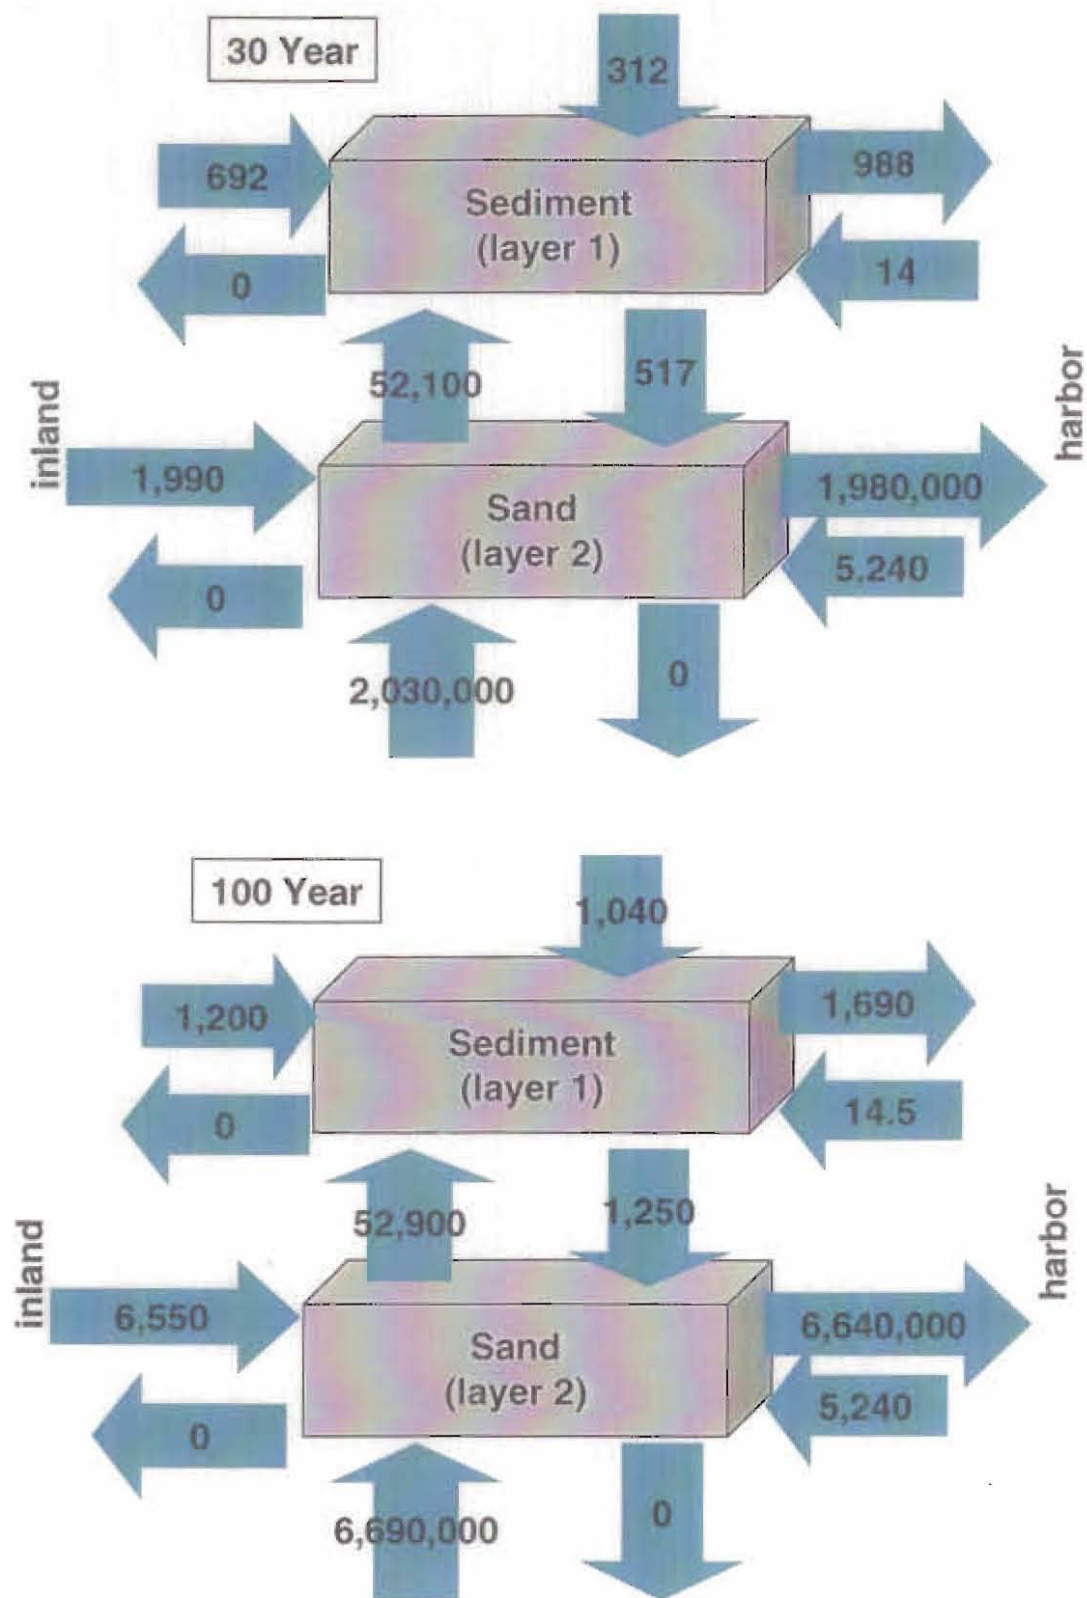 30 Year
312
692
988
Sediment
(layer 1)
0
14
52,100
517
inland
harbor
1,990
1,980,000
Sand
(layer 2)
0
5.240
2,030,000
0
100 Year
1,040
1,200
1,690
Sediment
(layer 1)
0
14.5
52,900
1,250
inland
harbor
6,550
6,640,000
Sand
(layer 2)
0
5,240
6,690,000
0